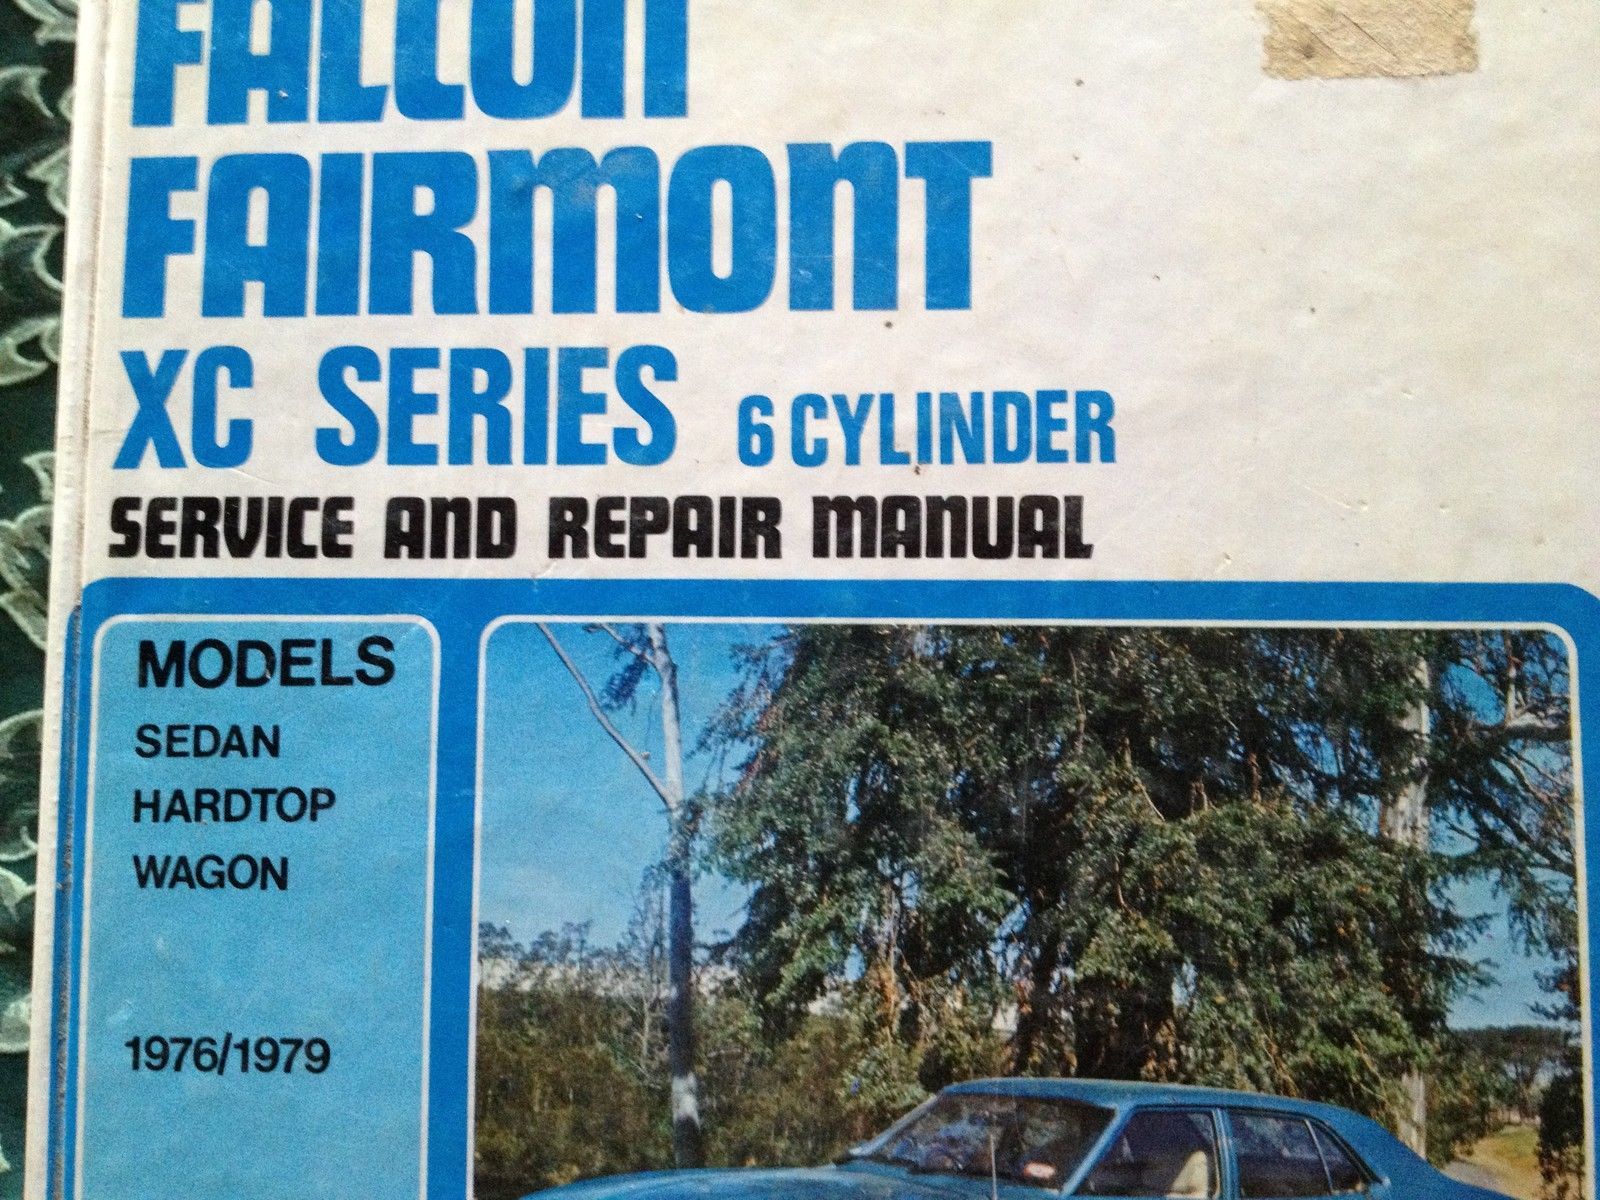 FALCON
FAIRMONT
XC SERIES 6 CYLINDER
SERVICE AND REPAIR MANUAL
MODELS
SEDAN
HARDTOP
WAGON
1976/1979